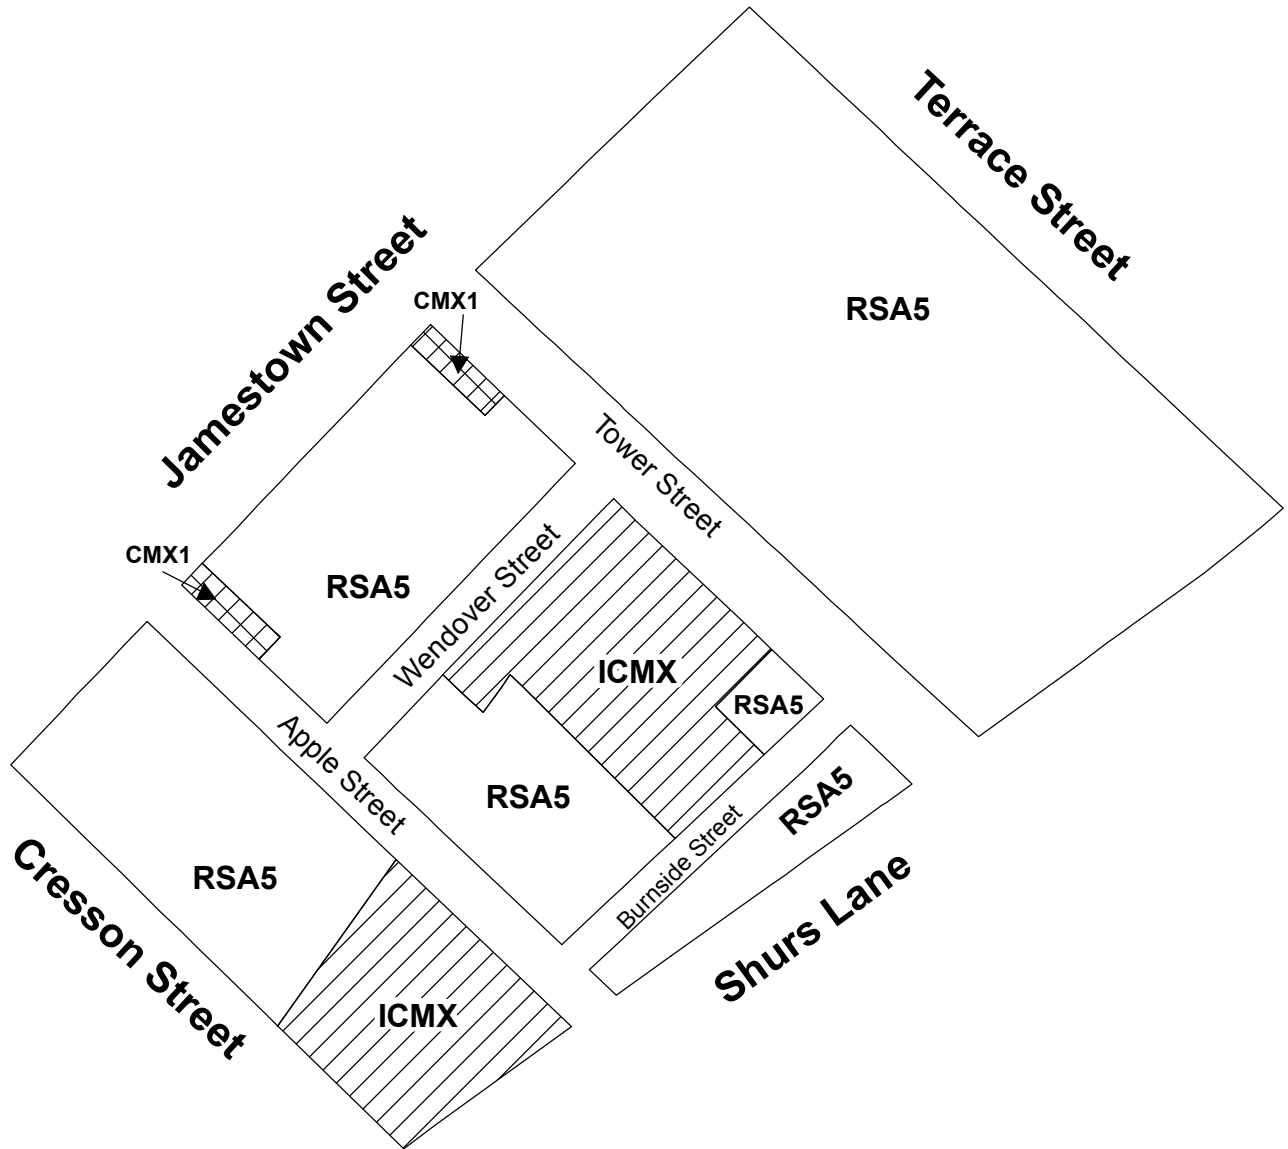 Terrace Street
RSA5
Jamestown Street
CMX1
Tower Street
CMX1
RSA5
Wendover Street
ICMX
RSA5
Apple Street
RSA5
RSA5
Burnside Street
RSA5
Cresson Street
Shurs Lane
ICMX